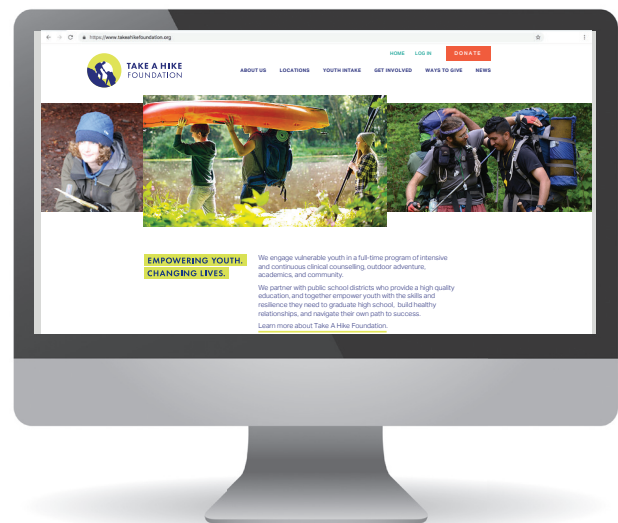 https://www.takeahikefoundation.org
HOME LOG IN DONATE
TAKE A HIKE
FOUNDATION
ABOUT US LOCATIONS YOUTH INTAKE GET INVOLVED WAYS TO GIVE NEWS
EMPOWERING YOUTH.
CHANGING LIVES.
We engage vulnerable youth in a full-time program of intensive
and continuous clinical counselling, outdoor adventure,
academics, and community.
We partner with public school districts who provide a high quality
education, and together empower youth with the skills and
resilience they need to graduate high school, build healthy
relationships, and navigate their own path to success.
Learn more about Take A Hike Foundation.